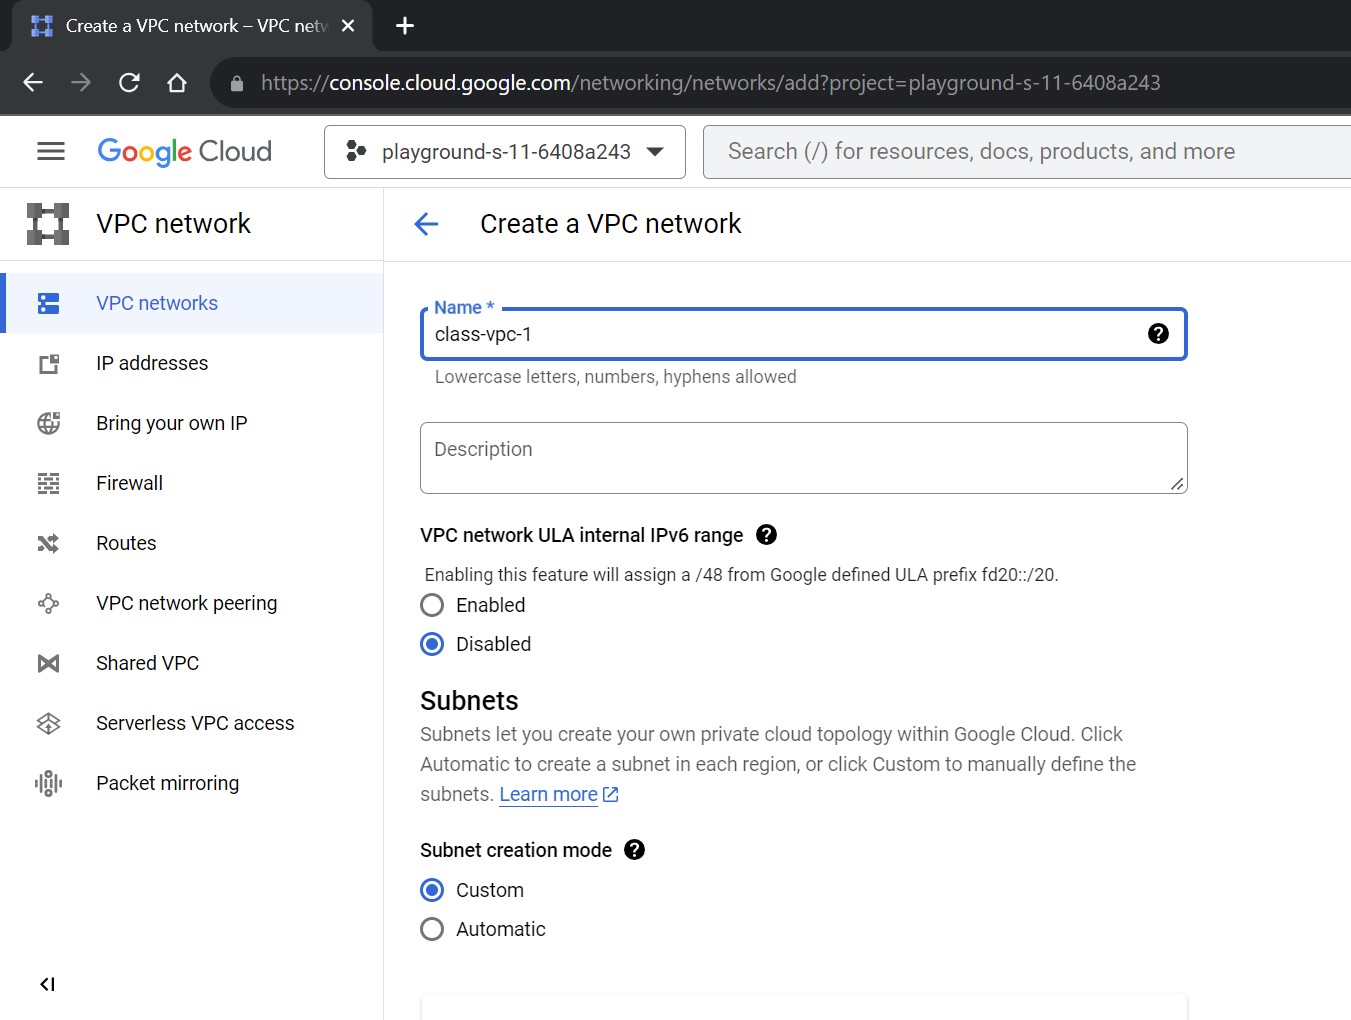 Create a VPC network – VPC netw
https://console.cloud.google.com/networking/networks/add?project=playground-s-11-6408a243
Google Cloud
playground-s-11-6408a243
Search (/) for resources, docs, products, and more
VPC network
Create a VPC network
VPC networks
IP addresses
Bring your own IP
Firewall
Routes
VPC network peering
Shared VPC
Serverless VPC access
Packet mirroring
Name *
class-vpc-1
Lowercase letters, numbers, hyphens allowed
Description
VPC network ULA internal IPv6 range
Enabling this feature will assign a /48 from Google defined ULA prefix fd20::/20.
Enabled
Disabled
Subnets
Subnets let you create your own private cloud topology within Google Cloud. Click
Automatic to create a subnet in each region, or click Custom to manually define the
subnets. Learn more
Subnet creation mode
Custom
Automatic